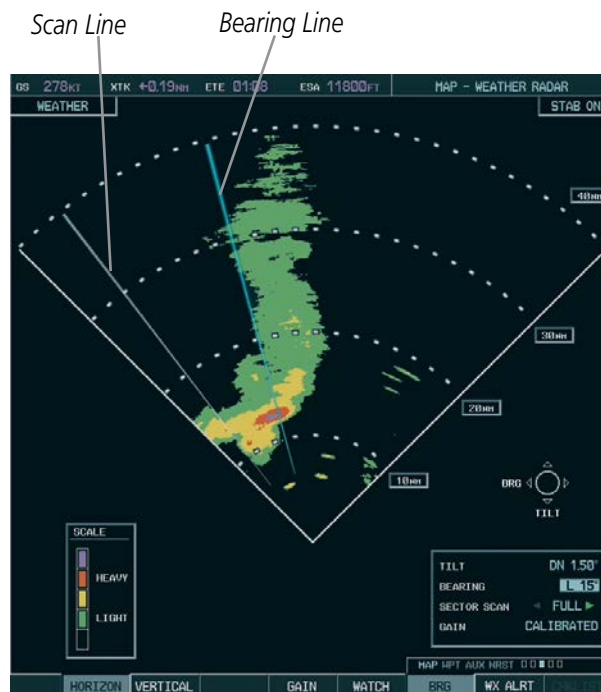 Scan Line
Bearing Line
GS 278KT XTK ←0.19NM ETE 01:08 ESA 11800FT MAP - WEATHER RADAR
WEATHER
STAB ON
40NM
30NM
20NM
10NM
BRG
TILT
SCALE
HEAVY
LIGHT
TILT DN 1.50°
BEARING L 15°
SECTOR SCAN FULL
GAIN CALIBRATED
MAP WPT AUX NRST
HORIZON VERTICAL GAIN WATCH BRG WX ALRT